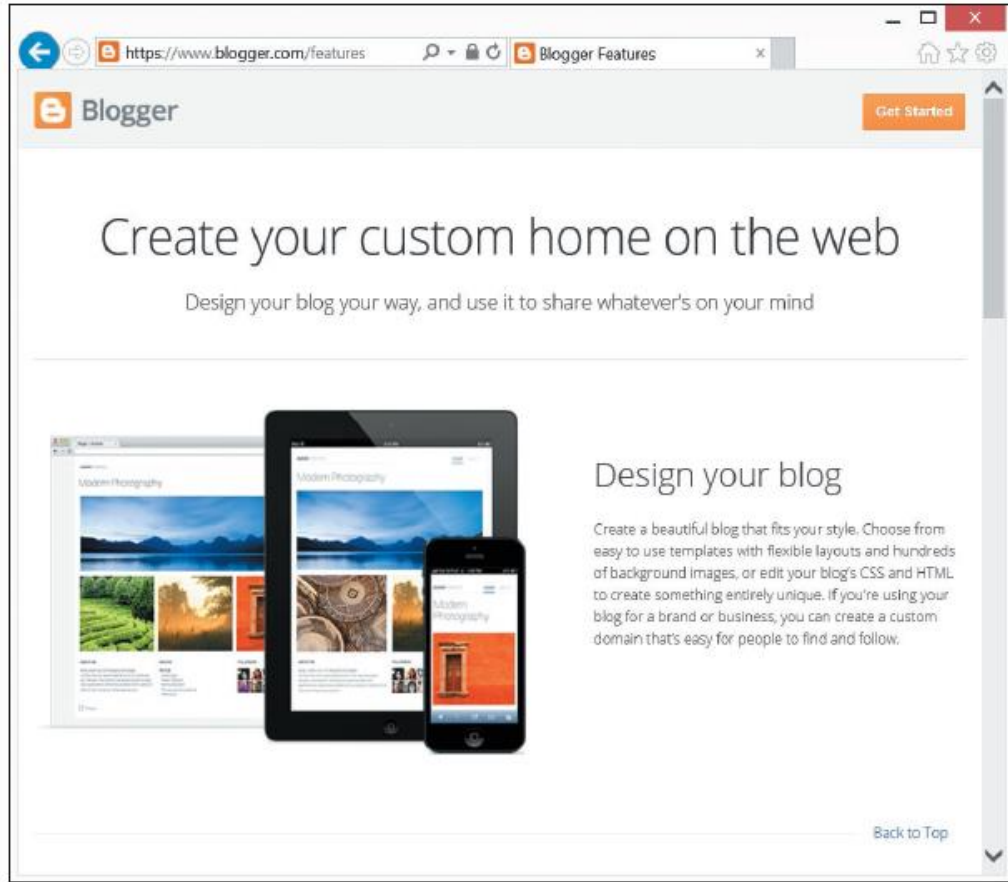 https://www.blogger.com/features
Blogger Features
Blogger
Get Started
Create your custom home on the web
Design your blog your way, and use it to share whatever's on your mind
Modern Photography
Modern Photography
Modern
Photography
Design your blog
Create a beautiful blog that fits your style. Choose from
easy to use templates with flexible layouts and hundreds
of background images, or edit your blog's CSS and HTML
to create something entirely unique. If you're using your
blog for a brand or business, you can create a custom
domain that's easy for people to find and follow.
Back to Top